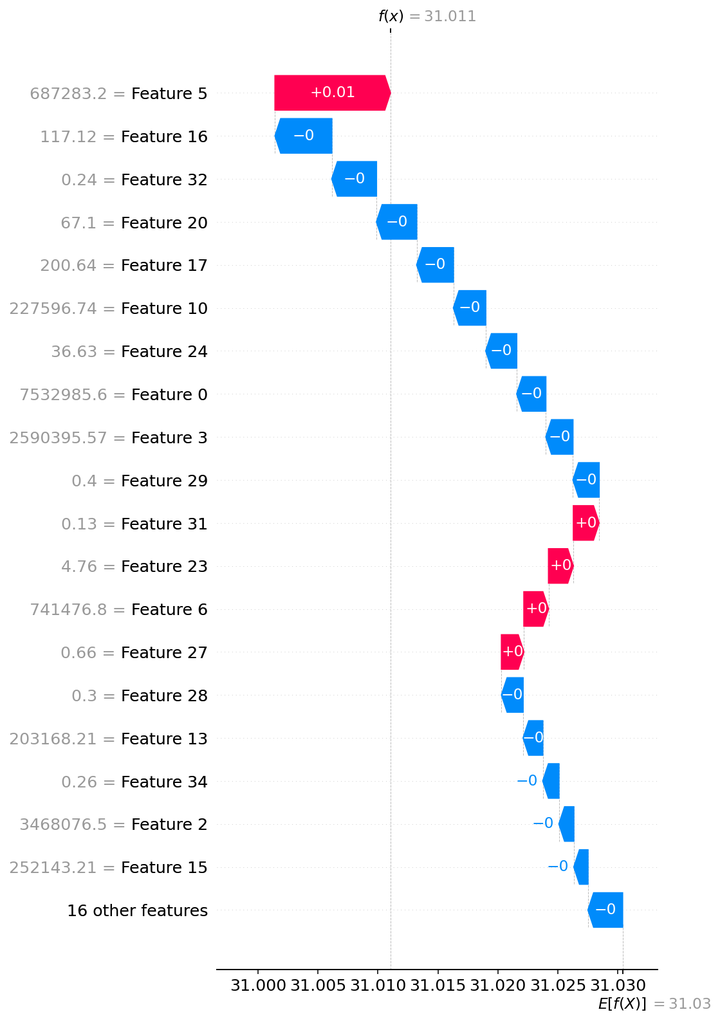 f(x) = 31.011
687283.2 = Feature 5 +0.01
117.12 = Feature 16 −0
0.24 = Feature 32 −0
67.1 = Feature 20 −0
200.64 = Feature 17 −0
227596.74 = Feature 10 −0
36.63 = Feature 24 −0
7532985.6 = Feature 0 −0
2590395.57 = Feature 3 −0
0.4 = Feature 29 −0
0.13 = Feature 31 +0
4.76 = Feature 23 +0
741476.8 = Feature 6 +0
0.66 = Feature 27 +0
0.3 = Feature 28 −0
203168.21 = Feature 13 −0
0.26 = Feature 34 −0
3468076.5 = Feature 2 −0
252143.21 = Feature 15 −0
16 other features −0
31.000 31.005 31.010 31.015 31.020 31.025 31.030
E[f(X)] = 31.03